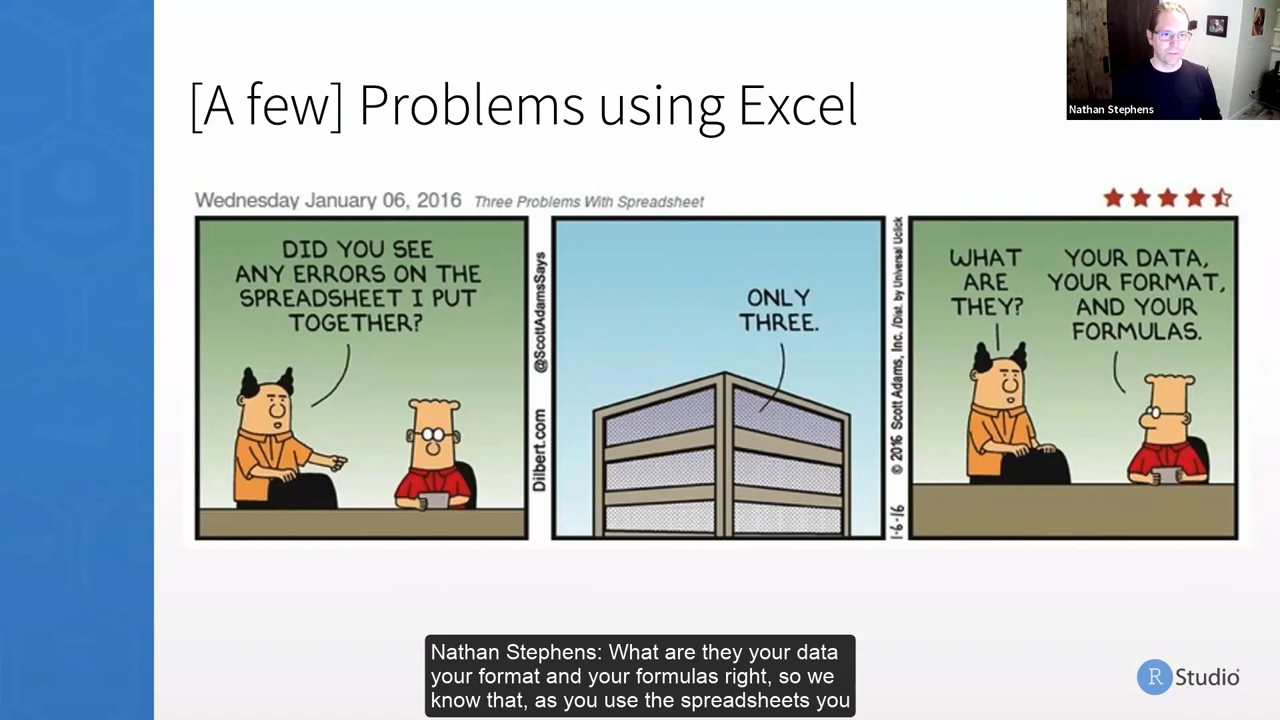 [A few] Problems using Excel
Nathan Stephens
Wednesday January 06, 2016 Three Problems With Spreadsheet
DID YOU SEE
ANY ERRORS ON THE
SPREADSHEET I PUT
TOGETHER?
Dilbert.com @ScottAdamsSays
ONLY
THREE.
1-6-16 © 2016 Scott Adams, Inc. /Dist. by Universal Uclick
WHAT
ARE
THEY?
YOUR DATA,
YOUR FORMAT,
AND YOUR
FORMULAS.
Nathan Stephens: What are they your data
your format and your formulas right, so we
know that, as you use the spreadsheets you
R Studio